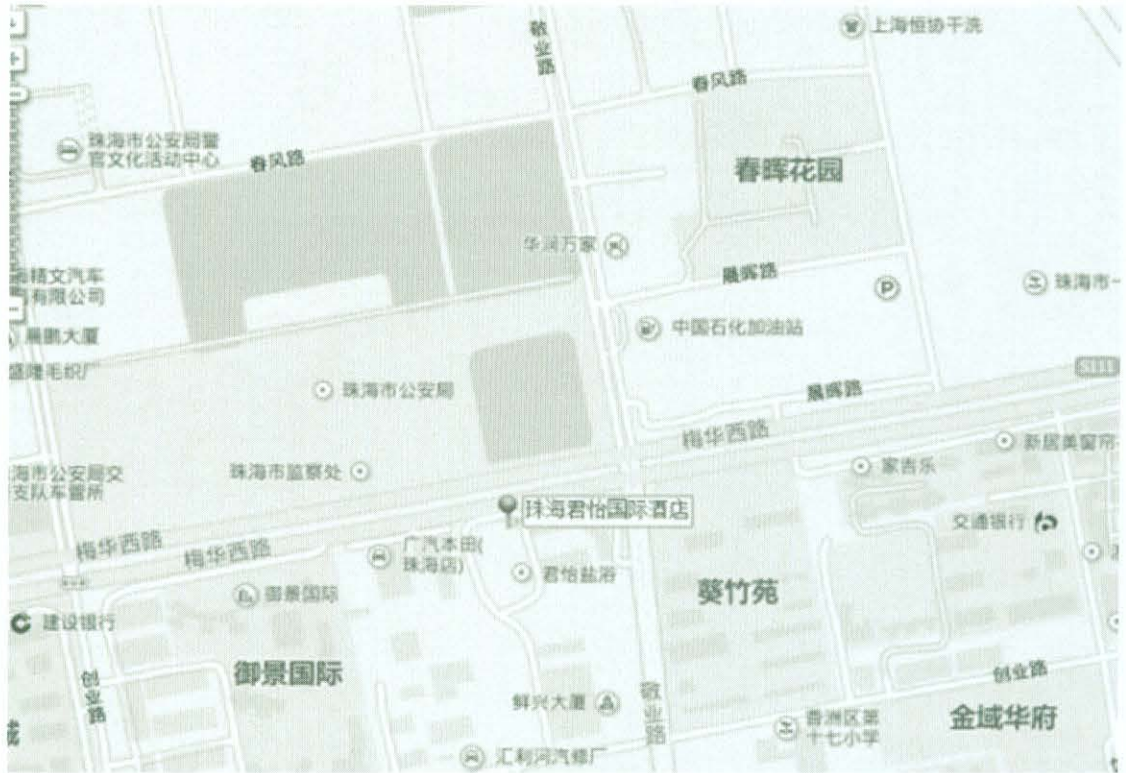 上海恒协干洗
敬业路
春风路
珠海市公安局警
官文化活动中心
春风路
春晖花园
华润万家
晨晖路
P
珠海市一
精文汽车
有限公司
晨鹏大厦
中国石化加油站
盛隆毛织厂
S111
珠海市公安局
晨晖路
梅华西路
新居美窗帘
海市公安局交
支队车管所
珠海市监察处
家吉乐
珠海君怡国际酒店
交通银行
梅华西路
梅华西路
广汽本田(
珠海店)
君怡盐浴
御景国际
葵竹苑
建设银行
御景国际
创业路
创业路
鲜兴大厦
敬业路
香洲区第
十七小学
金域华府
城
汇利河汽修厂